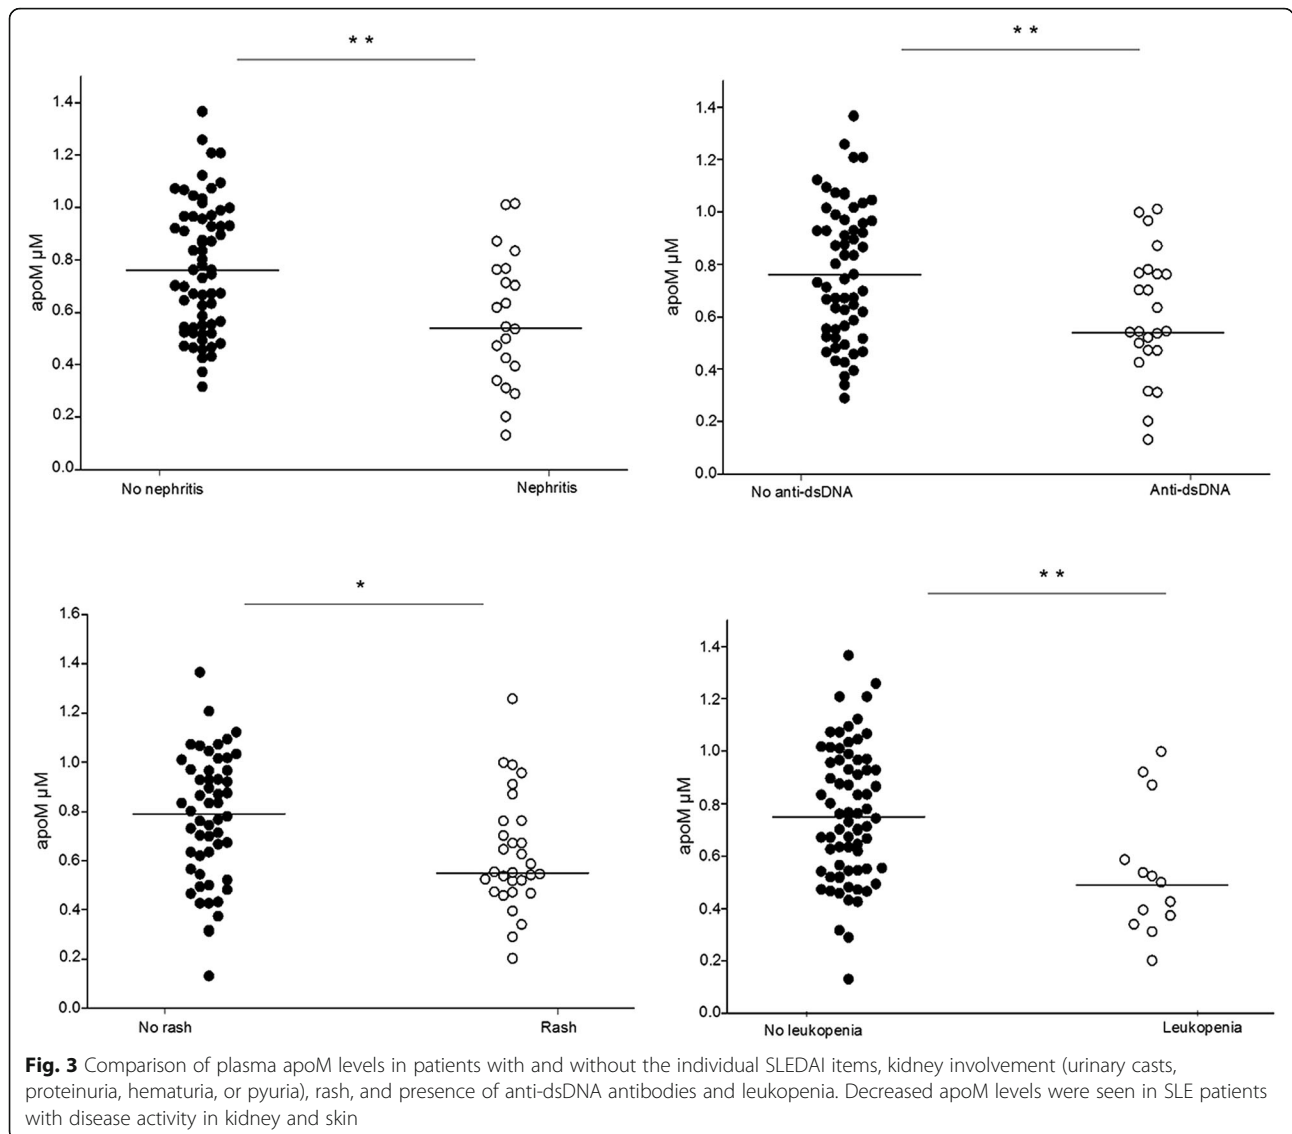 * *
1.4
1.2
1.0
0.8
0.6
0.4
0.2
0.0
apoM µM
No nephritis
Nephritis
* *
1.4
1.2
1.0
0.8
0.6
0.4
0.2
0.0
apoM µM
No anti-dsDNA
Anti-dsDNA
*
1.6
1.4
1.2
1.0
0.8
0.6
0.4
0.2
0.0
apoM µM
No rash
Rash
* *
1.4
1.2
1.0
0.8
0.6
0.4
0.2
0.0
apoM µM
No leukopenia
Leukopenia
Fig. 3 Comparison of plasma apoM levels in patients with and without the individual SLEDAI items, kidney involvement (urinary casts,
proteinuria, hematuria, or pyuria), rash, and presence of anti-dsDNA antibodies and leukopenia. Decreased apoM levels were seen in SLE patients
with disease activity in kidney and skin